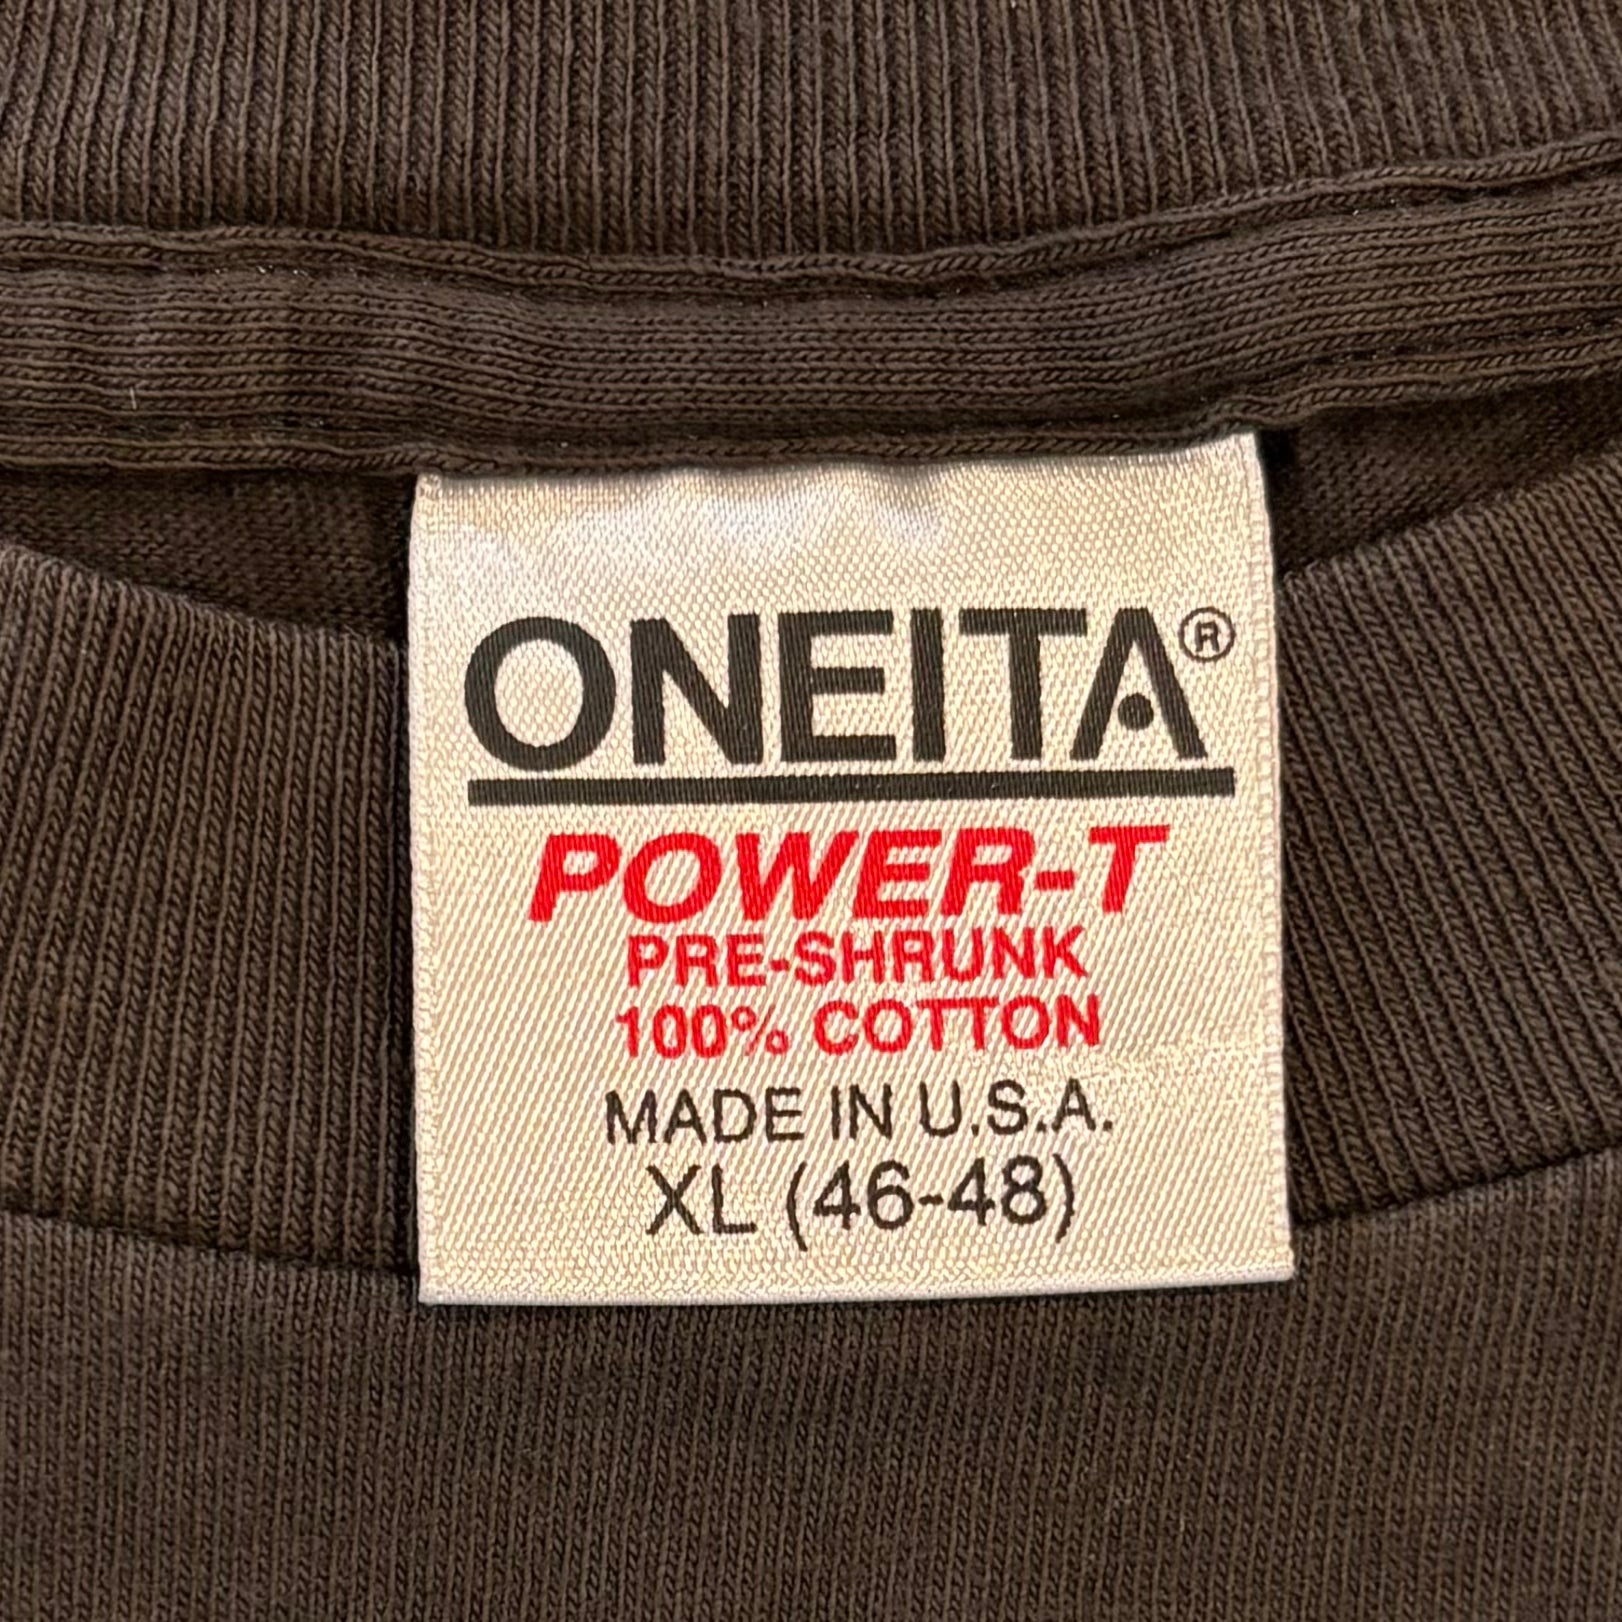 ONEITA®
POWER-T
PRE-SHRUNK
100% COTTON
MADE IN U.S.A.
XL (46-48)